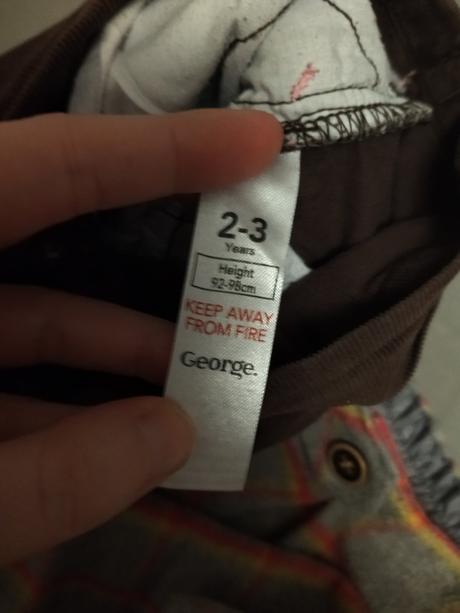 2-3
Years
Height
92-98cm
KEEP AWAY
FROM FIRE
George.